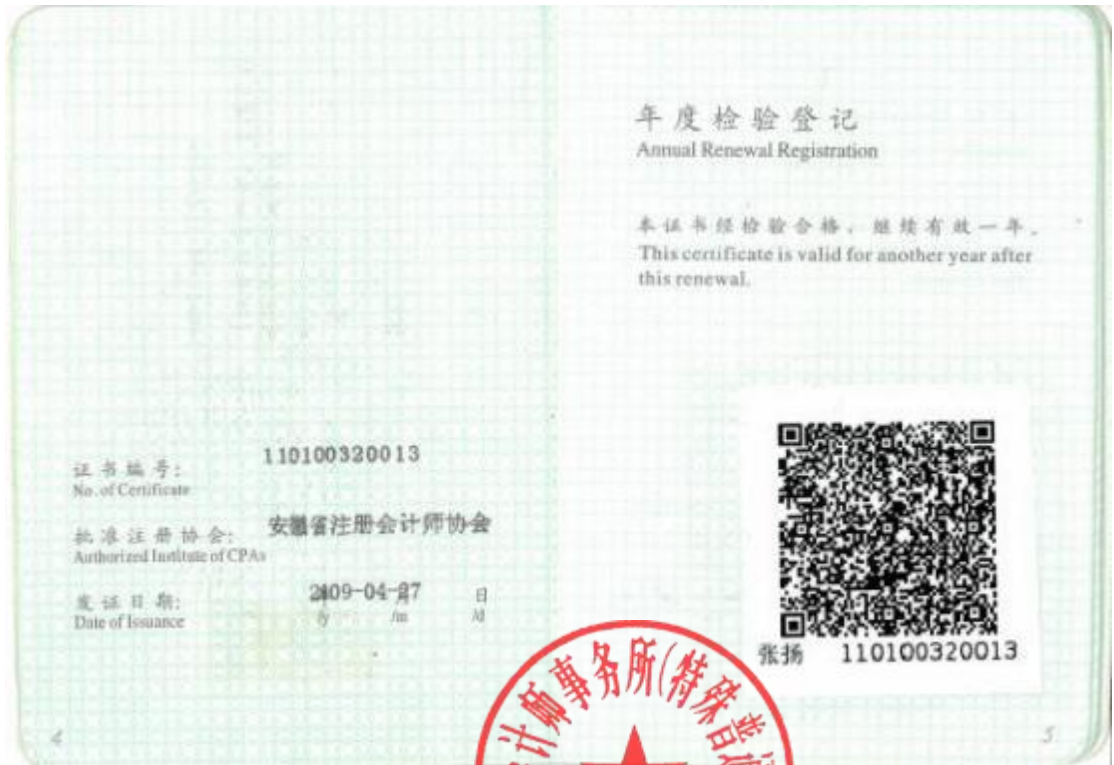 年度检验登记
Annual Renewal Registration
本证书经检验合格，继续有效一年。
This certificate is valid for another year after
this renewal.
证书编号: 110100320013
No. of Certificate
批准注册协会: 安徽省注册会计师协会
Authorized Institute of CPAs
发证日期: 日
Date of Issuance /y /m /d
张扬 110100320013
计师事务所(特殊普通
4
5